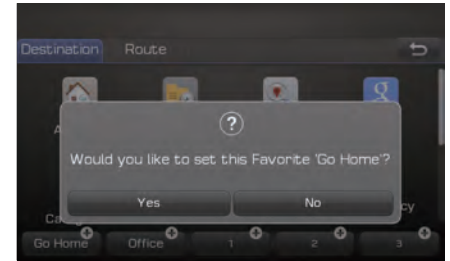 Destination Route
?
Would you like to set this Favorite 'Go Home'?
Yes No
Go Home Office 1 2 3